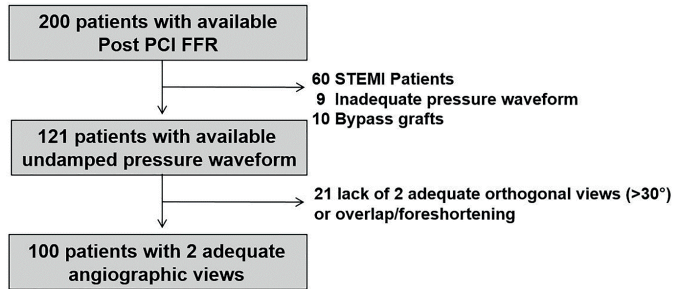 200 patients with available
Post PCI FFR
60 STEMI Patients
9 Inadequate pressure waveform
10 Bypass grafts
121 patients with available
undamped pressure waveform
21 lack of 2 adequate orthogonal views (>30°)
or overlap/foreshortening
100 patients with 2 adequate
angiographic views